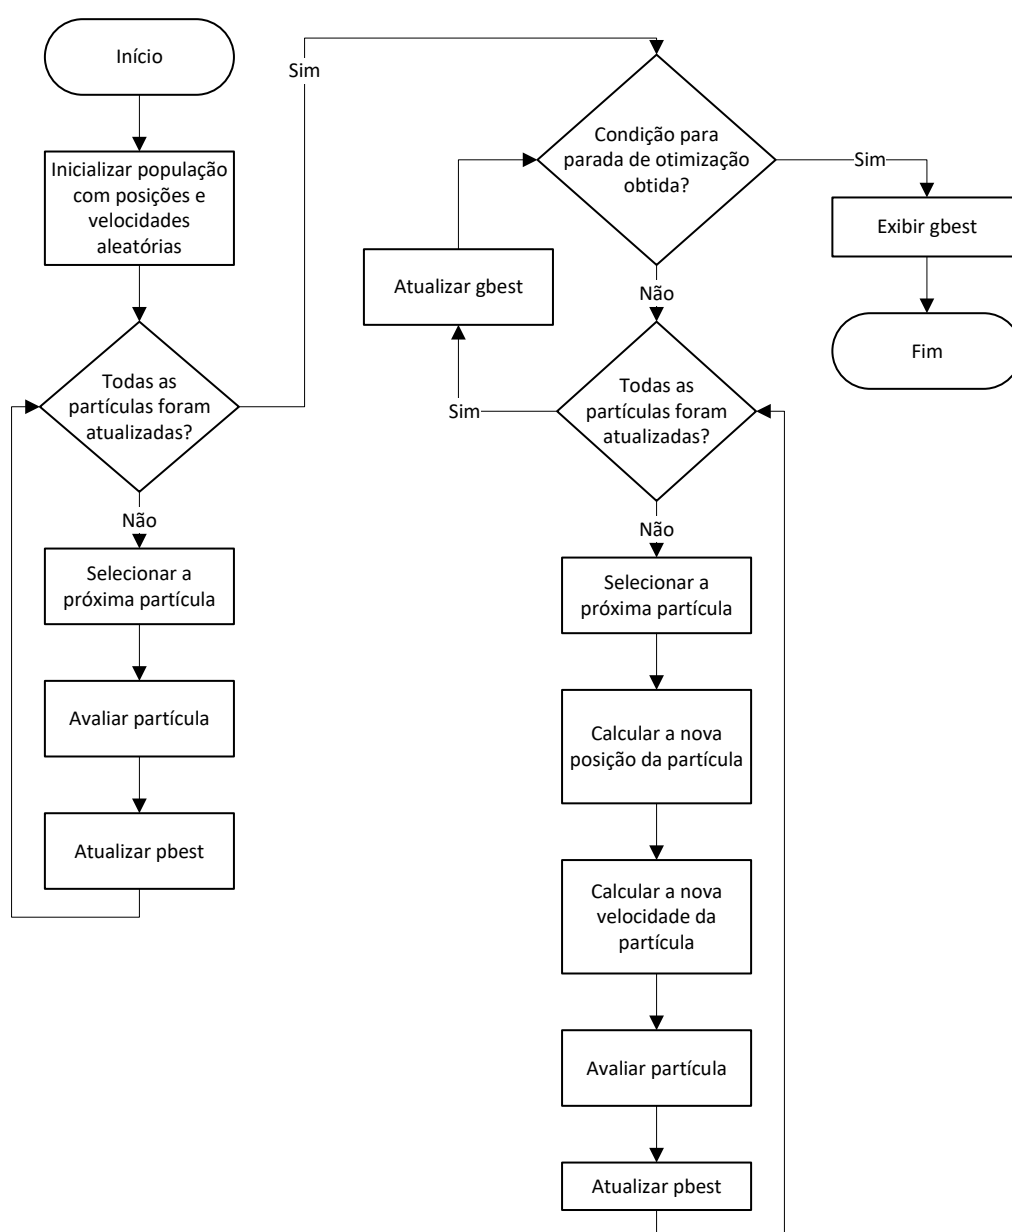 Início
Inicializar população
com posições e
velocidades
aleatórias
Todas as
partículas foram
atualizadas?
Sim
Não
Selecionar a
próxima partícula
Avaliar partícula
Atualizar pbest
Condição para
parada de otimização
obtida?
Sim
Exibir gbest
Fim
Não
Atualizar gbest
Todas as
partículas foram
atualizadas?
Sim
Não
Selecionar a
próxima partícula
Calcular a nova
posição da partícula
Calcular a nova
velocidade da
partícula
Avaliar partícula
Atualizar pbest